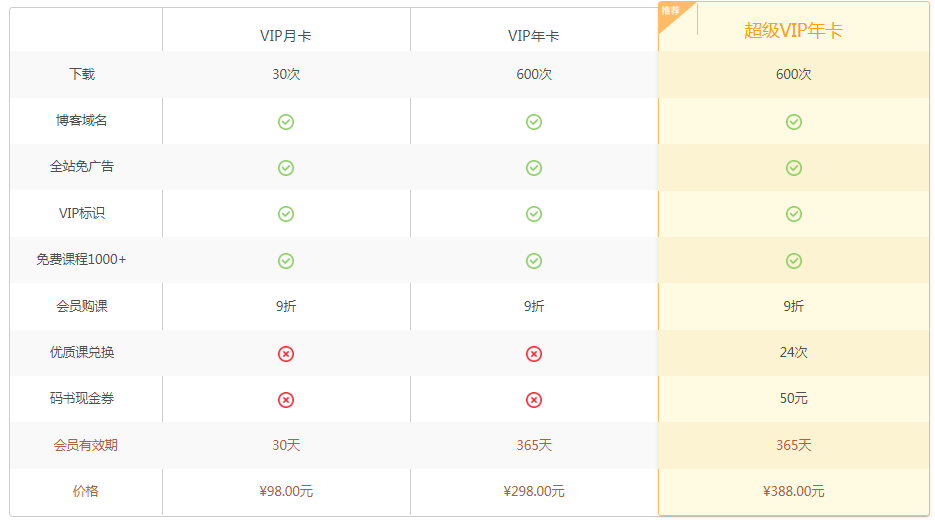 推荐
VIP月卡 VIP年卡 超级VIP年卡
下载 30次 600次 600次
博客域名
全站免广告
VIP标识
免费课程1000+
会员购课 9折 9折 9折
优质课兑换 24次
码书现金券 50元
会员有效期 30天 365天 365天
价格 ¥98.00元 ¥298.00元 ¥388.00元